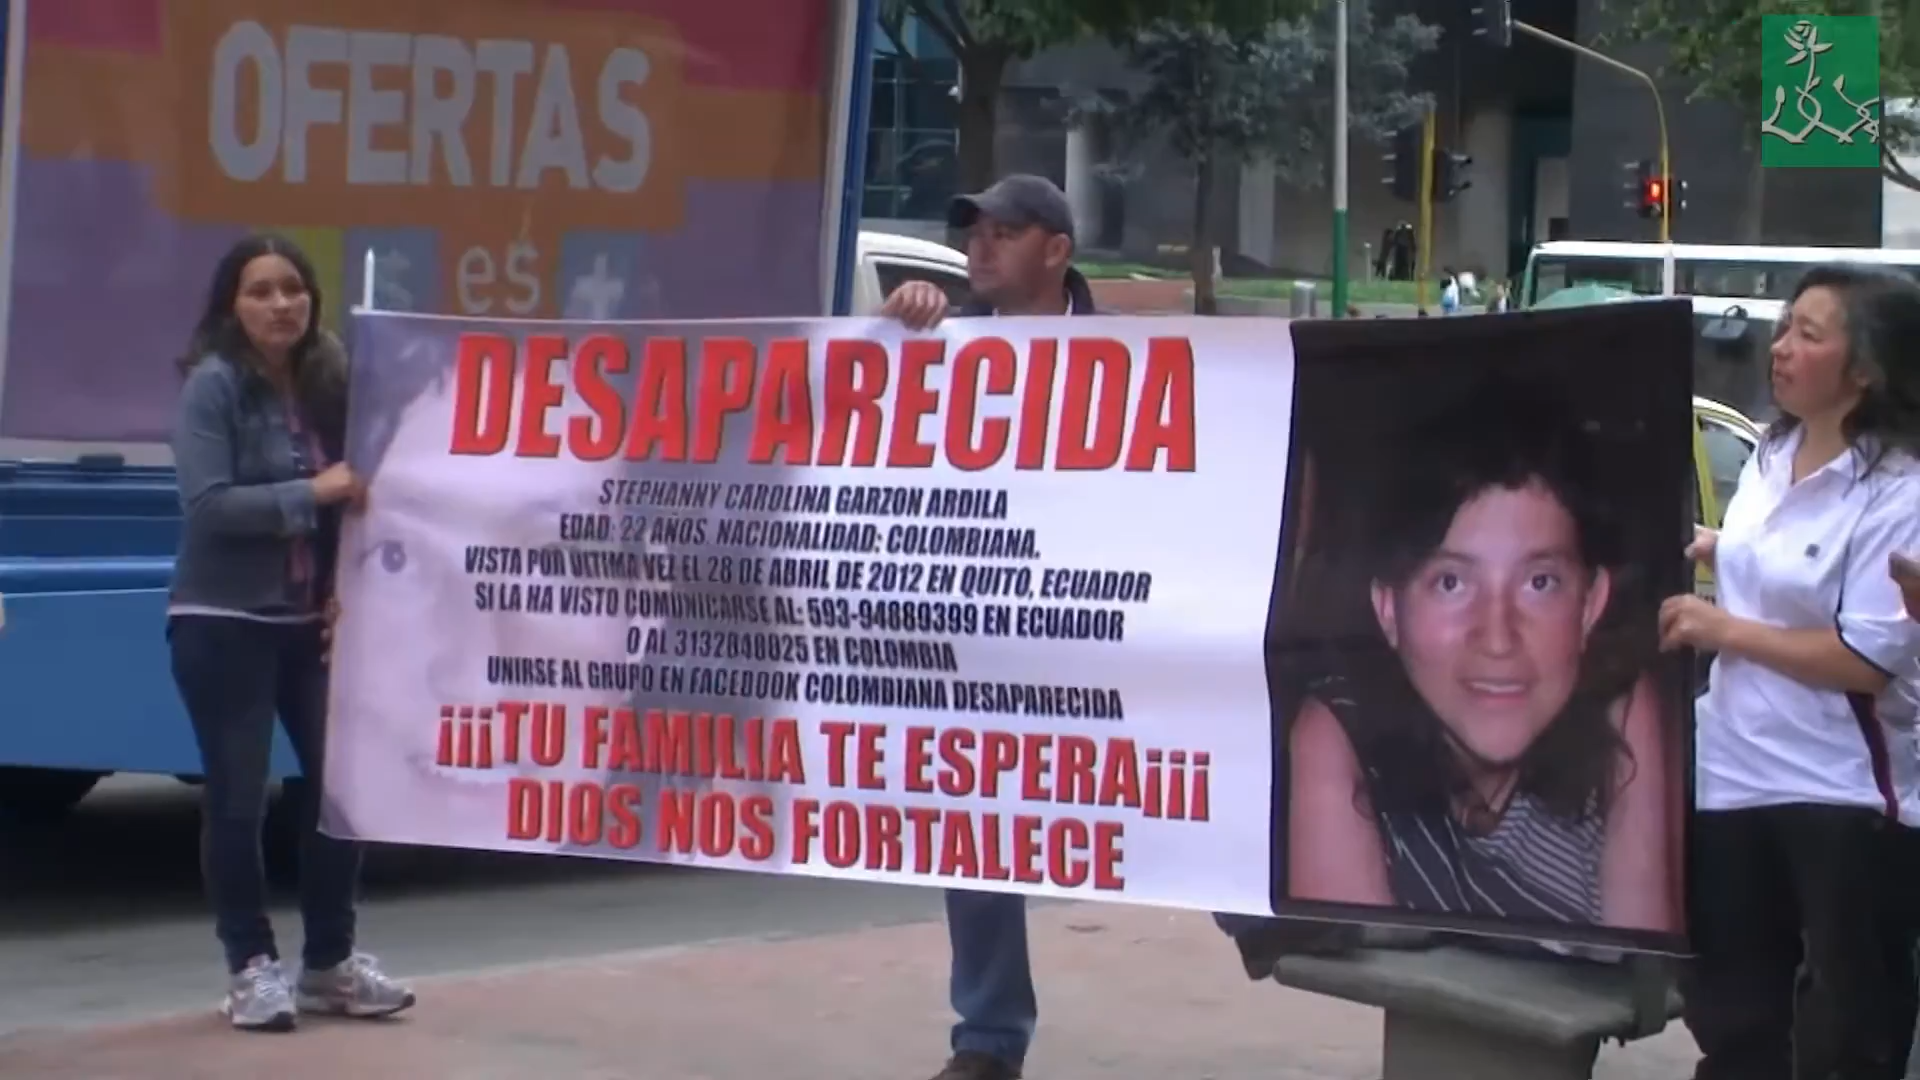 OFERTAS
es +
DESAPARECIDA
STEPHANNY CAROLINA GARZON ARDILA
EDAD: 22 AÑOS. NACIONALIDAD: COLOMBIANA.
VISTA POR ULTIMA VEZ EL 28 DE ABRIL DE 2012 EN QUITO, ECUADOR
SI LA HA VISTO COMUNICARSE AL: 593-94889399 EN ECUADOR
O AL 3132848025 EN COLOMBIA
UNIRSE AL GRUPO EN FACEBOOK COLOMBIANA DESAPARECIDA
¡¡¡TU FAMILIA TE ESPERA¡¡¡
DIOS NOS FORTALECE